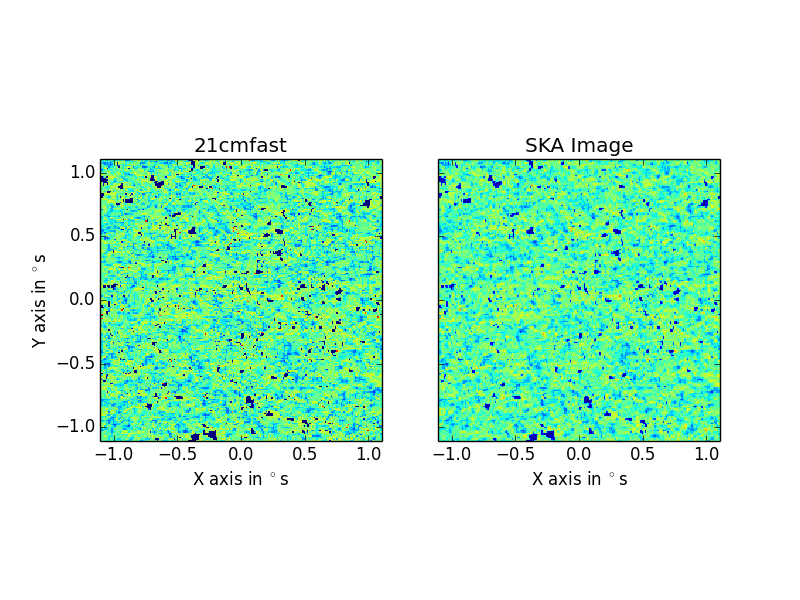 21cmfast
SKA Image
1.0
0.5
0.0
−0.5
−1.0
Y axis in °s
−1.0 −0.5 0.0 0.5 1.0
−1.0 −0.5 0.0 0.5 1.0
X axis in °s
X axis in °s